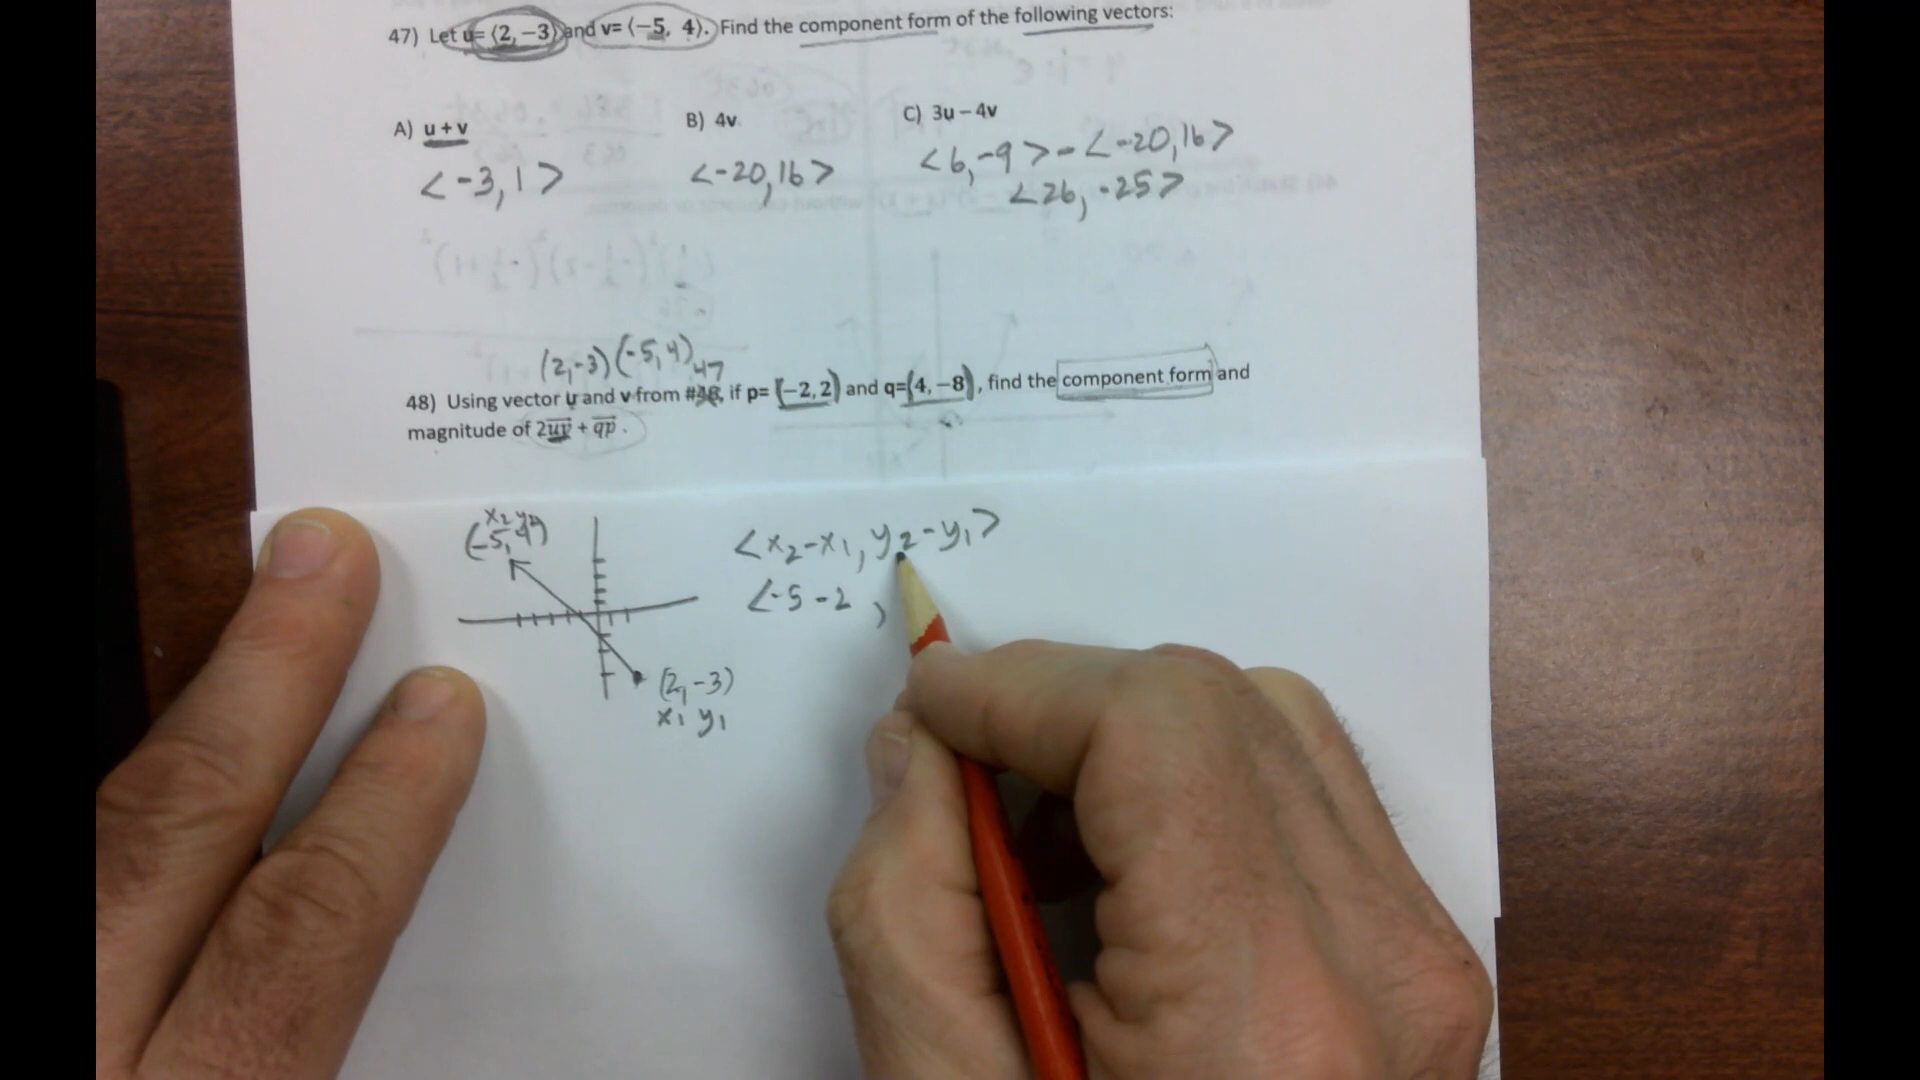 47) Let u= ⟨2, −3⟩ and v= ⟨−5, 4⟩. Find the component form of the following vectors:
A) u + v
B) 4v
C) 3u − 4v
<-3, 1>
<-20, 16>
<6, -9> - <-20, 16>
<26, -25>
(2, -3) (-5, 4) 47
48) Using vector u and v from #48, if p= (−2, 2) and q=(4, −8), find the component form and
magnitude of 2uv + qp .
x2 y2
(-5, 4)
<x2-x1, y2-y1>
<-5-2 ,
(2, -3)
x1 y1